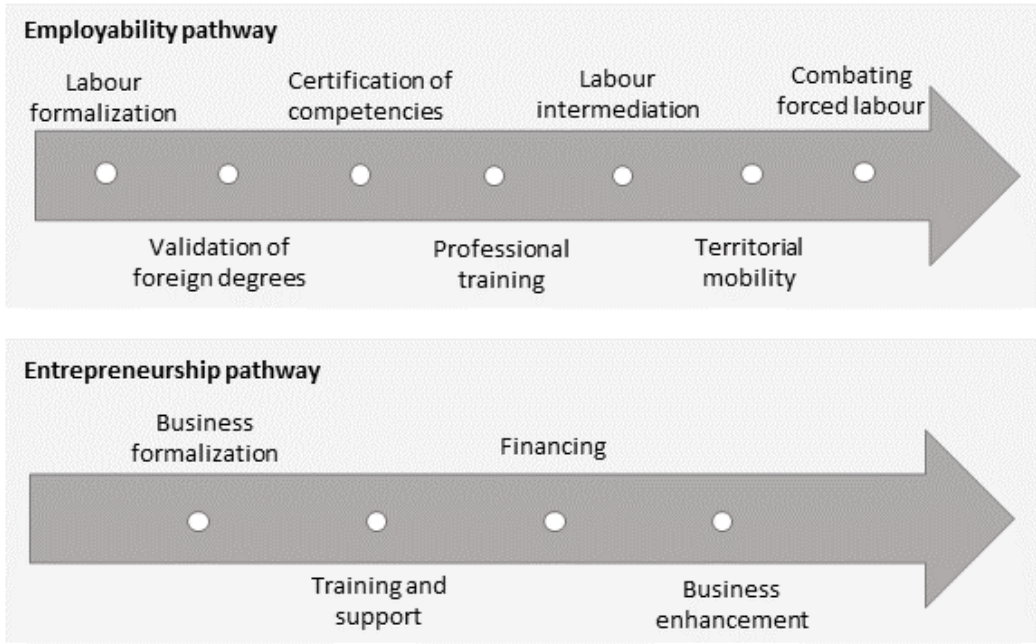 Employability pathway
Labour
formalization
Certification of
competencies
Labour
intermediation
Combating
forced labour
Validation of
foreign degrees
Professional
training
Territorial
mobility
Entrepreneurship pathway
Business
formalization
Financing
Training and
support
Business
enhancement